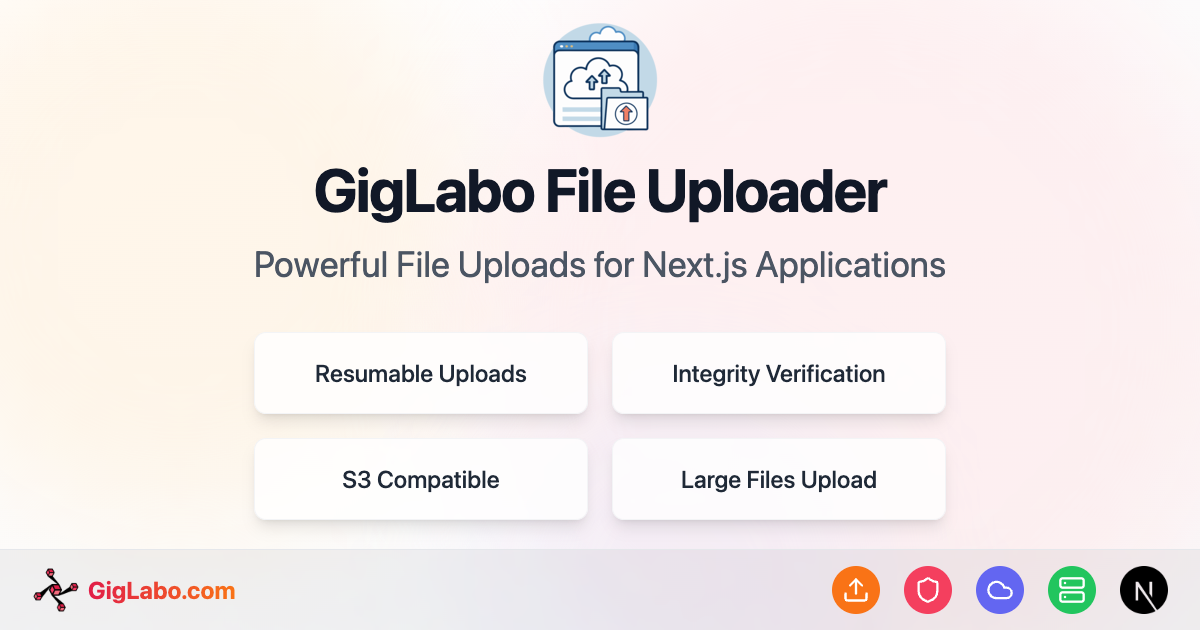 GigLabo File Uploader
Powerful File Uploads for Next.js Applications
Resumable Uploads
Integrity Verification
S3 Compatible
Large Files Upload
GigLabo.com
N